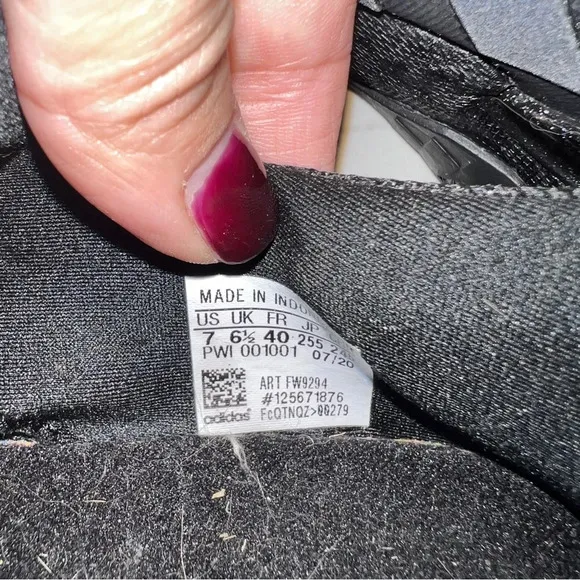 MADE IN
US UK FR JP
7 6½ 40 255
PWI 001001 07/20
ART FW9294
#125671876
adidas FcQTNQZ>00279